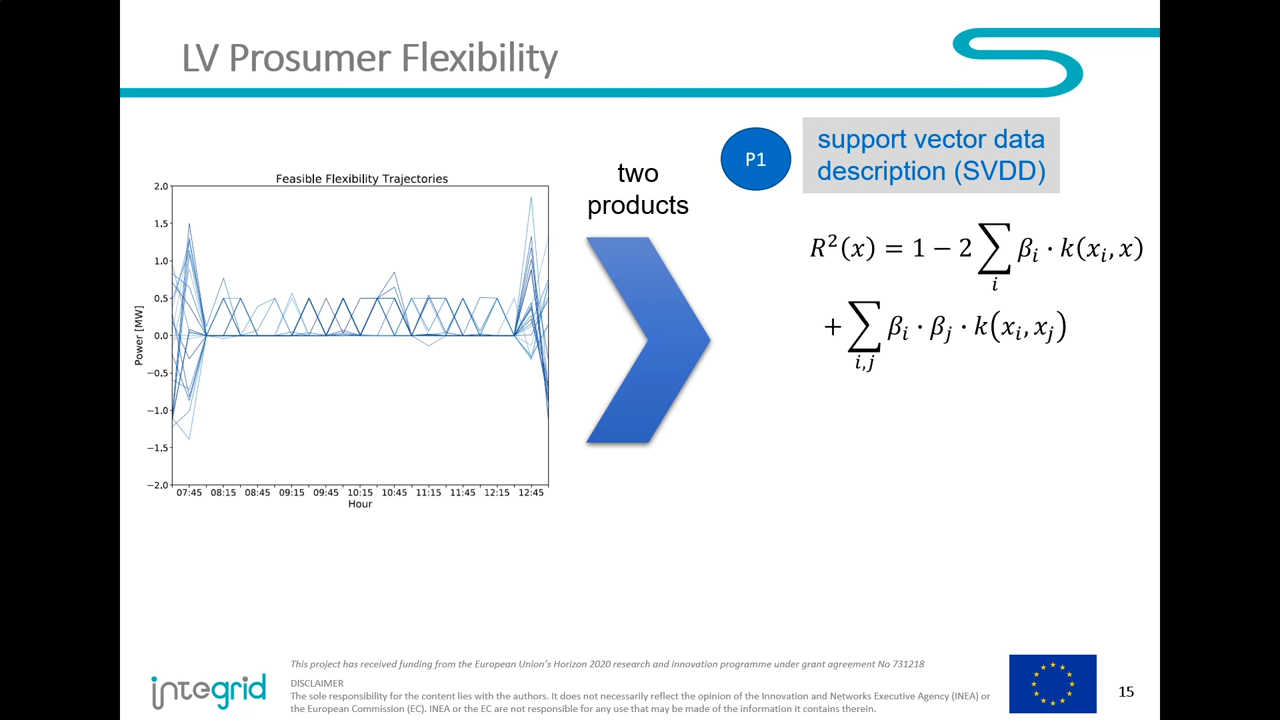 LV Prosumer Flexibility
Feasible Flexibility Trajectories
2.0
1.5
1.0
0.5
0.0
−0.5
−1.0
−1.5
−2.0
Power [MW]
07:45 08:15 08:45 09:15 09:45 10:15 10:45 11:15 11:45 12:15 12:45
Hour
two
products
P1
support vector data
description (SVDD)
R²(x) = 1 − 2 ∑ᵢ βᵢ · k(xᵢ, x)
+ ∑ᵢ,ⱼ βᵢ · βⱼ · k(xᵢ, xⱼ)
This project has received funding from the European Union's Horizon 2020 research and innovation programme under grant agreement No 731218
DISCLAIMER
The sole responsibility for the content lies with the authors. It does not necessarily reflect the opinion of the Innovation and Networks Executive Agency (INEA) or
the European Commission (EC). INEA or the EC are not responsible for any use that may be made of the information it contains therein.
integrid
15